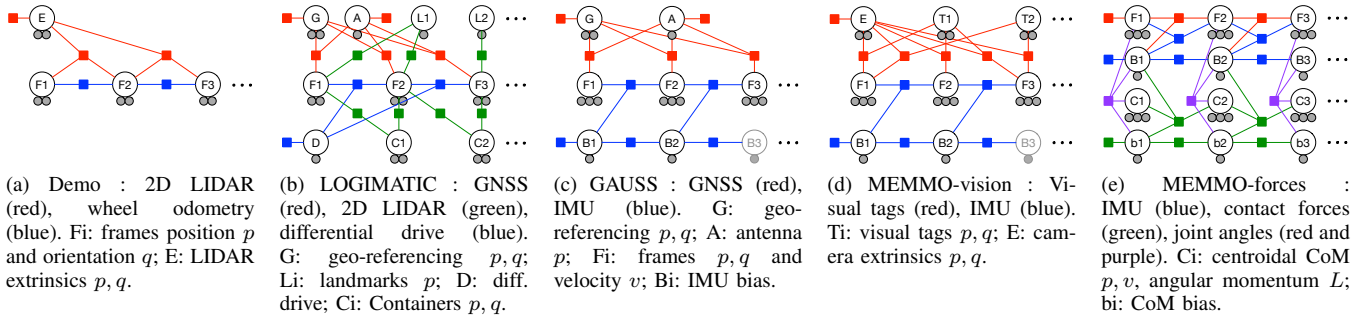 E
F1 F2 F3 ...
(a) Demo : 2D LIDAR
(red), wheel odometry
(blue). Fi: frames position p
and orientation q; E: LIDAR
extrinsics p, q.
G A L1 L2 ...
F1 F2 F3 ...
D C1 C2 ...
(b) LOGIMATIC : GNSS
(red), 2D LIDAR (green),
differential drive (blue).
G: geo-referencing p, q;
Li: landmarks p; D: diff.
drive; Ci: Containers p, q.
G A ...
F1 F2 F3 ...
B1 B2 B3 ...
(c) GAUSS : GNSS (red),
IMU (blue). G: geo-
referencing p, q; A: antenna
p; Fi: frames p, q and
velocity v; Bi: IMU bias.
E T1 T2 ...
F1 F2 F3 ...
B1 B2 B3 ...
(d) MEMMO-vision : Vi-
sual tags (red), IMU (blue).
Ti: visual tags p, q; E: cam-
era extrinsics p, q.
F1 F2 F3 ...
B1 B2 B3 ...
C1 C2 C3 ...
b1 b2 b3 ...
(e) MEMMO-forces :
IMU (blue), contact forces
(green), joint angles (red and
purple). Ci: centroidal CoM
p, v, angular momentum L;
bi: CoM bias.